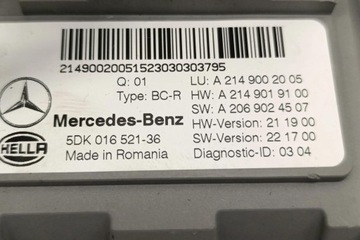 21490020051523030303795
Q: 01
LU: A 214 900 20 05
Type: BC-R
HW: A 214 901 91 00
SW: A 206 902 45 07
Mercedes-Benz
HW-Version: 21 19 00
HELLA
5DK 016 521-36
SW-Version: 22 17 00
Made in Romania
Diagnostic-ID: 03 04